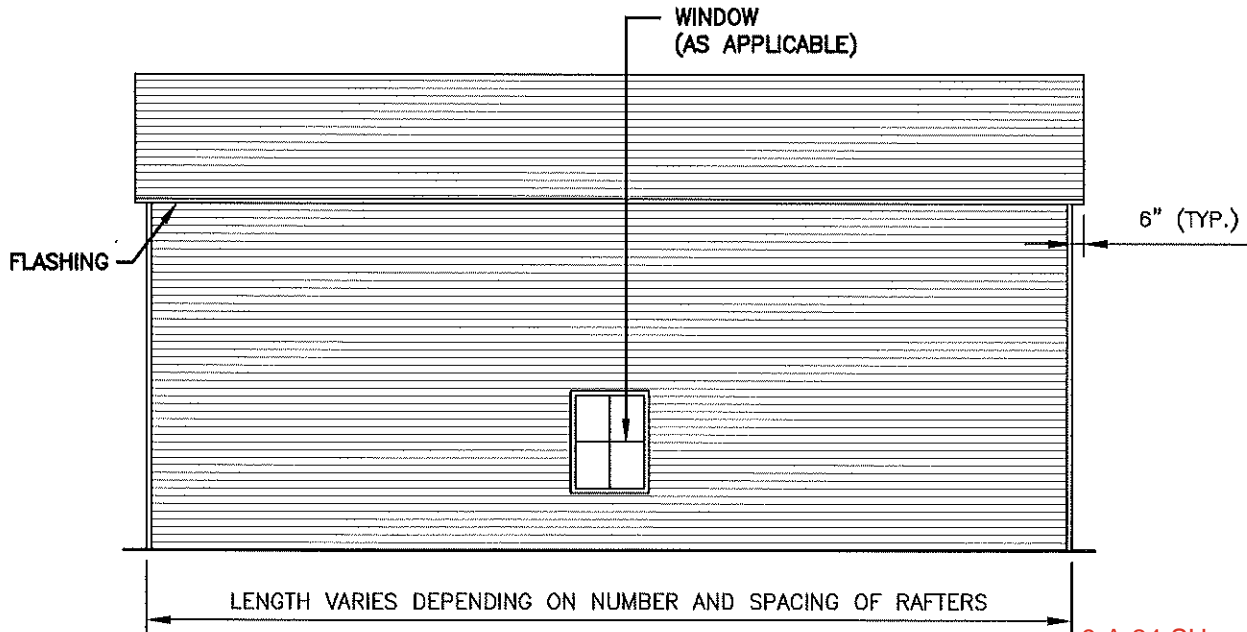 WINDOW
(AS APPLICABLE)
6" (TYP.)
FLASHING
LENGTH VARIES DEPENDING ON NUMBER AND SPACING OF RAFTERS